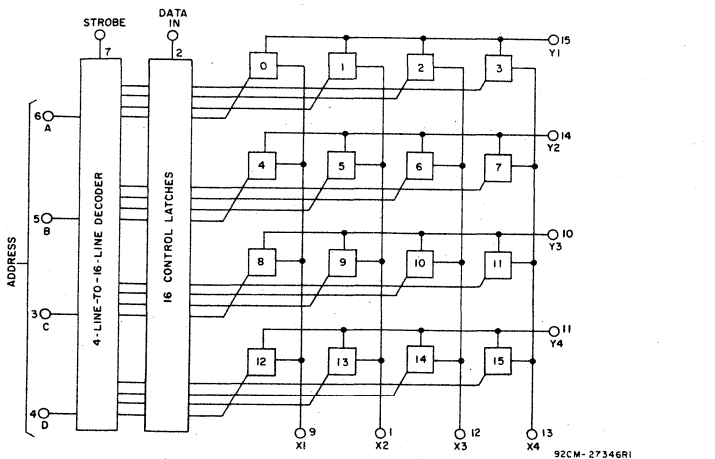 STROBE
7
DATA
IN
2
ADDRESS
6
A
5
B
3
C
4
D
4-LINE-TO-16-LINE DECODER
16 CONTROL LATCHES
0
1
2
3
15
Y1
4
5
6
7
14
Y2
8
9
10
11
10
Y3
12
13
14
15
11
Y4
9
X1
1
X2
12
X3
13
X4
92CM-27346R1